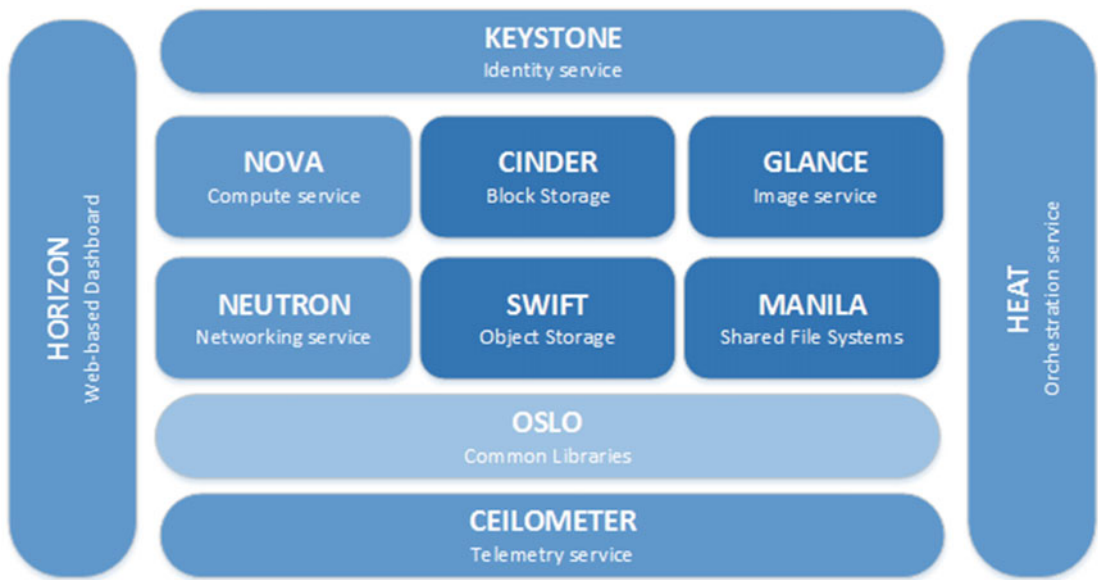 KEYSTONE
Identity service
HORIZON
Web-based Dashboard
NOVA
Compute service
CINDER
Block Storage
GLANCE
Image service
NEUTRON
Networking service
SWIFT
Object Storage
MANILA
Shared File Systems
HEAT
Orchestration service
OSLO
Common Libraries
CEILOMETER
Telemetry service